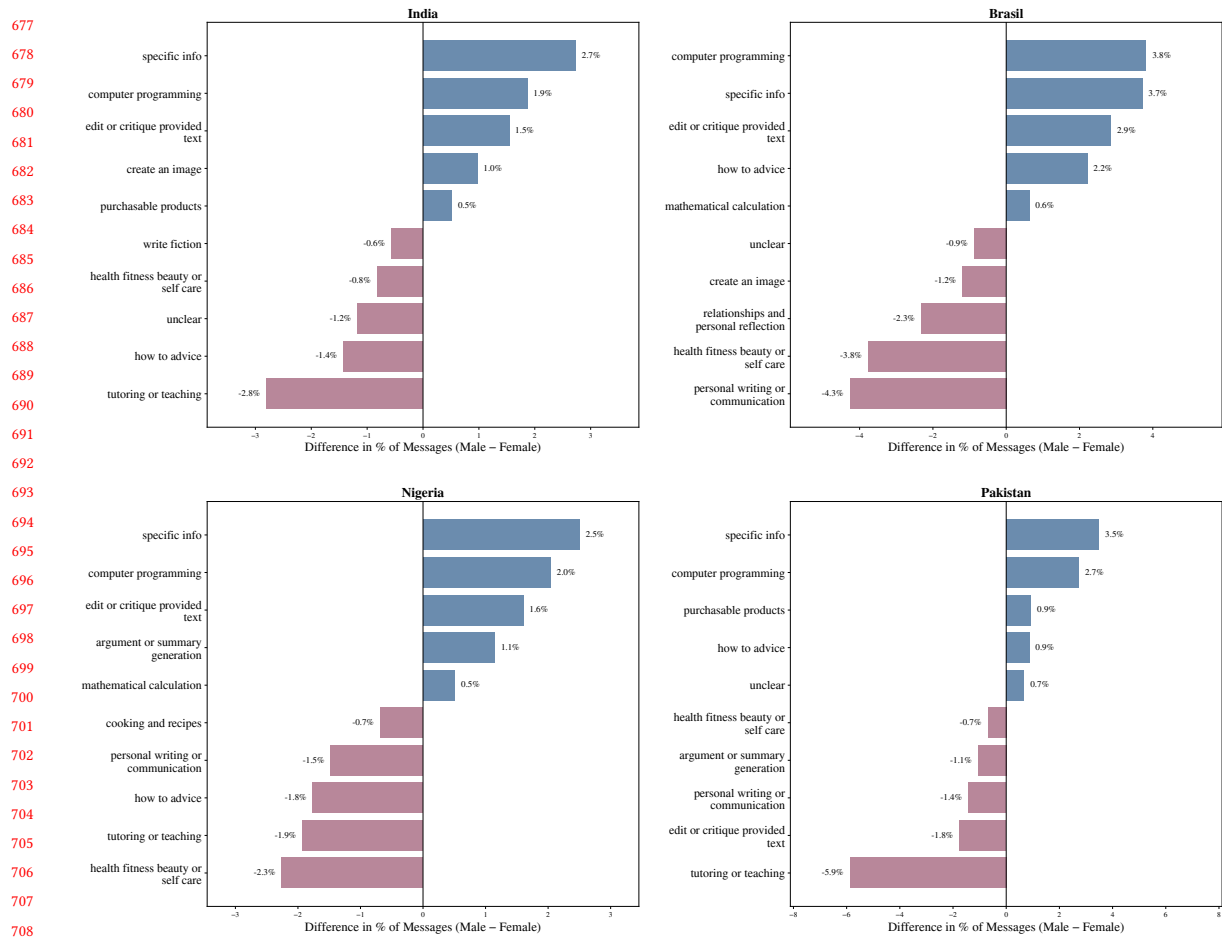 677
678
679
680
681
682
683
684
685
686
687
688
689
690
691
692
693
694
695
696
697
698
699
700
701
702
703
704
705
706
707
708
India
specific info
2.7%
computer programming
1.9%
edit or critique provided
text
1.5%
create an image
1.0%
purchasable products
0.5%
write fiction
-0.6%
health fitness beauty or
self care
-0.8%
unclear
-1.2%
how to advice
-1.4%
tutoring or teaching
-2.8%
−3 −2 −1 0 1 2 3
Difference in % of Messages (Male − Female)
Brasil
computer programming
3.8%
specific info
3.7%
edit or critique provided
text
2.9%
how to advice
2.2%
mathematical calculation
0.6%
unclear
-0.9%
create an image
-1.2%
relationships and
personal reflection
-2.3%
health fitness beauty or
self care
-3.8%
personal writing or
communication
-4.3%
−4 −2 0 2 4
Difference in % of Messages (Male − Female)
Nigeria
specific info
2.5%
computer programming
2.0%
edit or critique provided
text
1.6%
argument or summary
generation
1.1%
mathematical calculation
0.5%
cooking and recipes
-0.7%
personal writing or
communication
-1.5%
how to advice
-1.8%
tutoring or teaching
-1.9%
health fitness beauty or
self care
-2.3%
−3 −2 −1 0 1 2 3
Difference in % of Messages (Male − Female)
Pakistan
specific info
3.5%
computer programming
2.7%
purchasable products
0.9%
how to advice
0.9%
unclear
0.7%
health fitness beauty or
self care
-0.7%
argument or summary
generation
-1.1%
personal writing or
communication
-1.4%
edit or critique provided
text
-1.8%
tutoring or teaching
-5.9%
−8 −6 −4 −2 0 2 4 6 8
Difference in % of Messages (Male − Female)